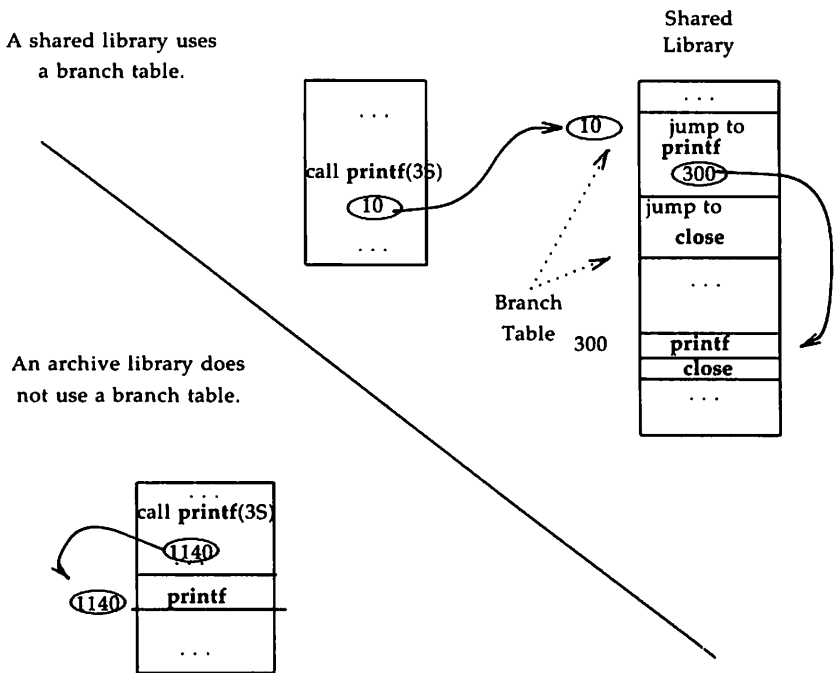 A shared library uses
a branch table.
Shared
Library
. . .
call printf(3S)
10
. . .
10
. . .
jump to
printf
300
jump to
close
. . .
Branch
Table
300
printf
close
. . .
An archive library does
not use a branch table.
. . .
call printf(3S)
1140
. . .
1140
printf
. . .